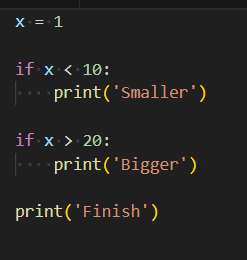 x = 1
if x < 10:
    print('Smaller')
if x > 20:
    print('Bigger')
print('Finish')